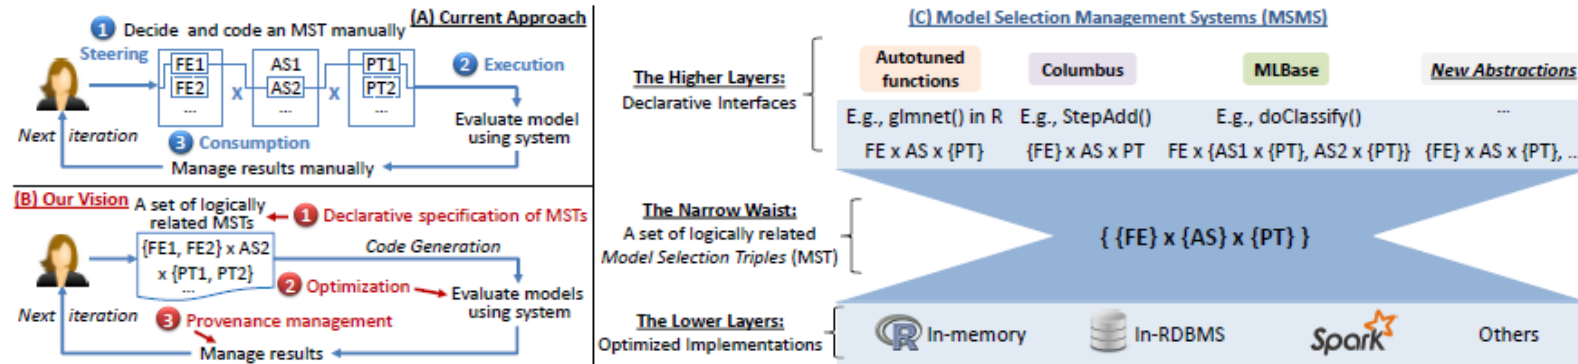 (A) Current Approach
1 Decide and code an MST manually
Steering
FE1
FE2
...
x
AS1
AS2
...
x
PT1
PT2
...
2 Execution
Evaluate model
using system
3 Consumption
Next iteration
Manage results manually
(B) Our Vision
A set of logically
related MSTs
1 Declarative specification of MSTs
{FE1, FE2} x AS2
x {PT1, PT2}
...
Code Generation
2 Optimization
Evaluate models
using system
Next iteration
3 Provenance management
Manage results
(C) Model Selection Management Systems (MSMS)
The Higher Layers:
Declarative Interfaces
Autotuned
functions
Columbus
MLBase
New Abstractions
E.g., glmnet() in R
E.g., StepAdd()
E.g., doClassify()
...
FE x AS x {PT}
{FE} x AS x PT
FE x {AS1 x {PT}, AS2 x {PT}}
{FE} x AS x {PT}, ...
The Narrow Waist:
A set of logically related
Model Selection Triples (MST)
{ {FE} x {AS} x {PT} }
The Lower Layers:
Optimized Implementations
R In-memory
In-RDBMS
Spark
Others